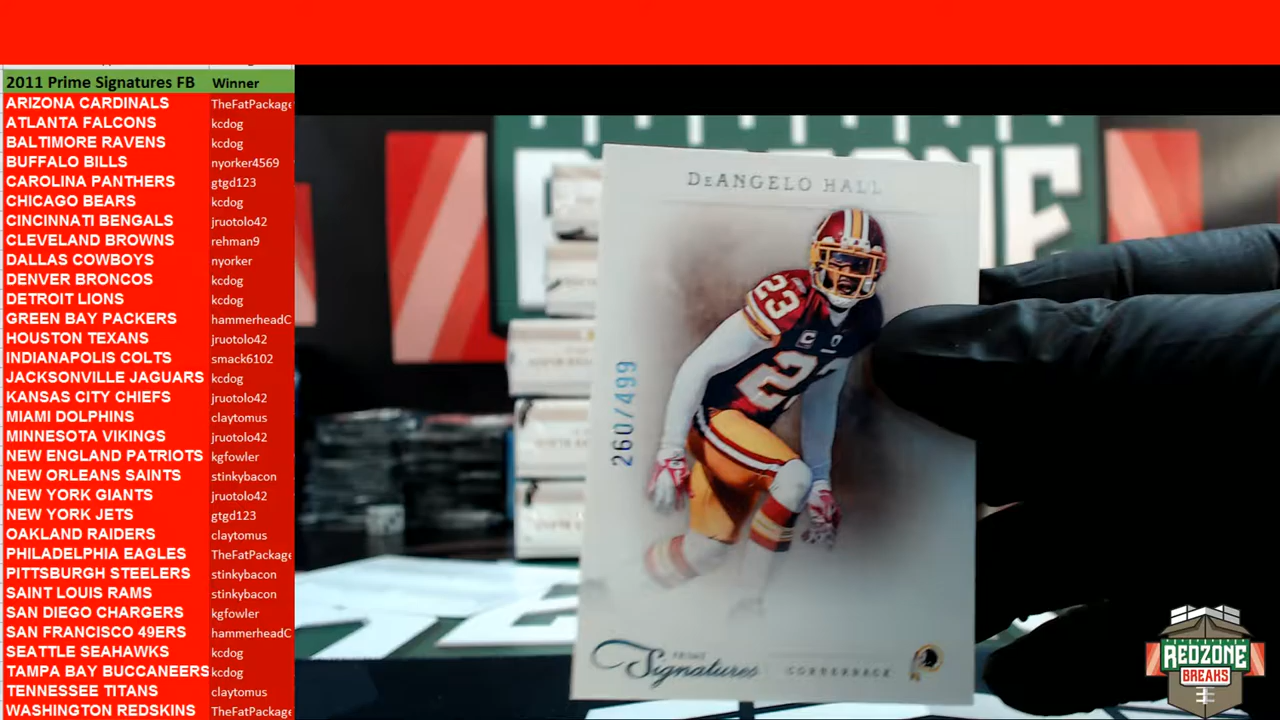 2011 Prime Signatures FB Winner
ARIZONA CARDINALS TheFatPackage
ATLANTA FALCONS kcdog
BALTIMORE RAVENS kcdog
BUFFALO BILLS nyorker4569
CAROLINA PANTHERS gtgd123
CHICAGO BEARS kcdog
CINCINNATI BENGALS jruotolo42
CLEVELAND BROWNS rehman9
DALLAS COWBOYS nyorker
DENVER BRONCOS kcdog
DETROIT LIONS kcdog
GREEN BAY PACKERS hammerheadC
HOUSTON TEXANS jruotolo42
INDIANAPOLIS COLTS smack6102
JACKSONVILLE JAGUARS kcdog
KANSAS CITY CHIEFS jruotolo42
MIAMI DOLPHINS claytomus
MINNESOTA VIKINGS jruotolo42
NEW ENGLAND PATRIOTS kgfowler
NEW ORLEANS SAINTS stinkybacon
NEW YORK GIANTS jruotolo42
NEW YORK JETS gtgd123
OAKLAND RAIDERS claytomus
PHILADELPHIA EAGLES TheFatPackage
PITTSBURGH STEELERS stinkybacon
SAINT LOUIS RAMS stinkybacon
SAN DIEGO CHARGERS kgfowler
SAN FRANCISCO 49ERS hammerheadC
SEATTLE SEAHAWKS kcdog
TAMPA BAY BUCCANEERS kcdog
TENNESSEE TITANS claytomus
WASHINGTON REDSKINS TheFatPackage
DEANGELO HALL
23
C
23
260/499
PRIME
Signatures
CORNERBACK
REDZONE
BREAKS